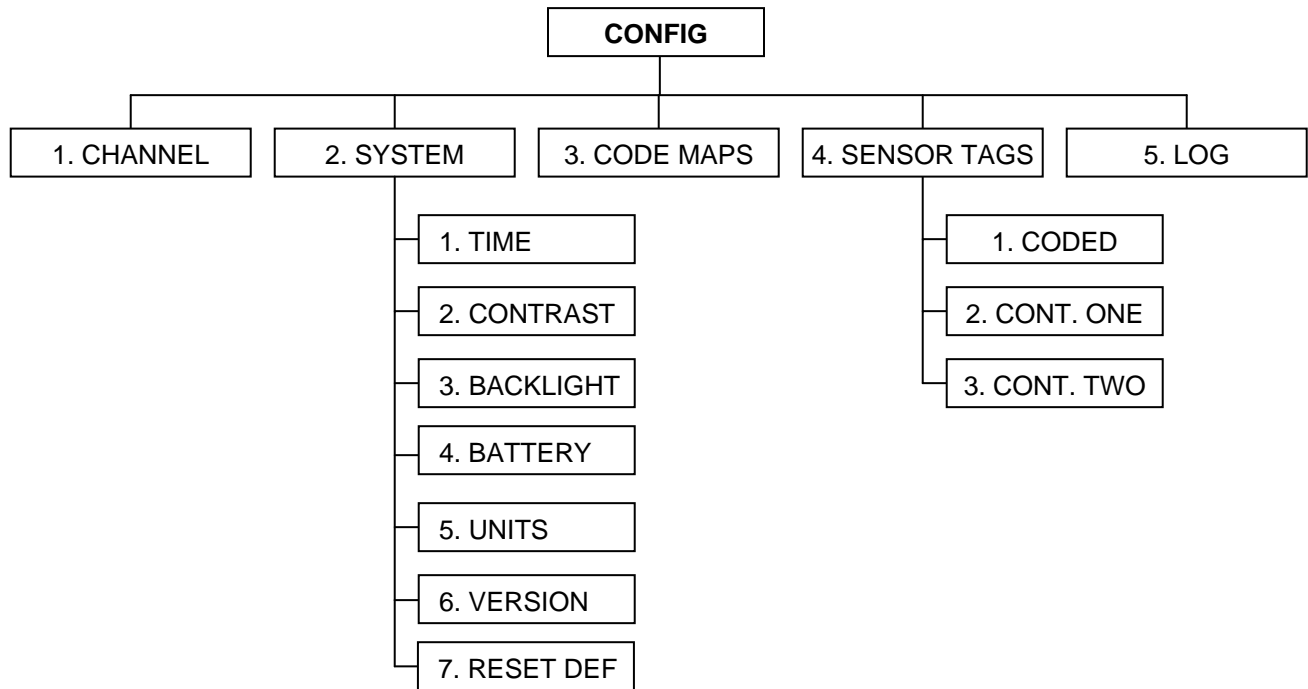 CONFIG
1. CHANNEL
2. SYSTEM
3. CODE MAPS
4. SENSOR TAGS
5. LOG
1. TIME
2. CONTRAST
3. BACKLIGHT
4. BATTERY
5. UNITS
6. VERSION
7. RESET DEF
1. CODED
2. CONT. ONE
3. CONT. TWO